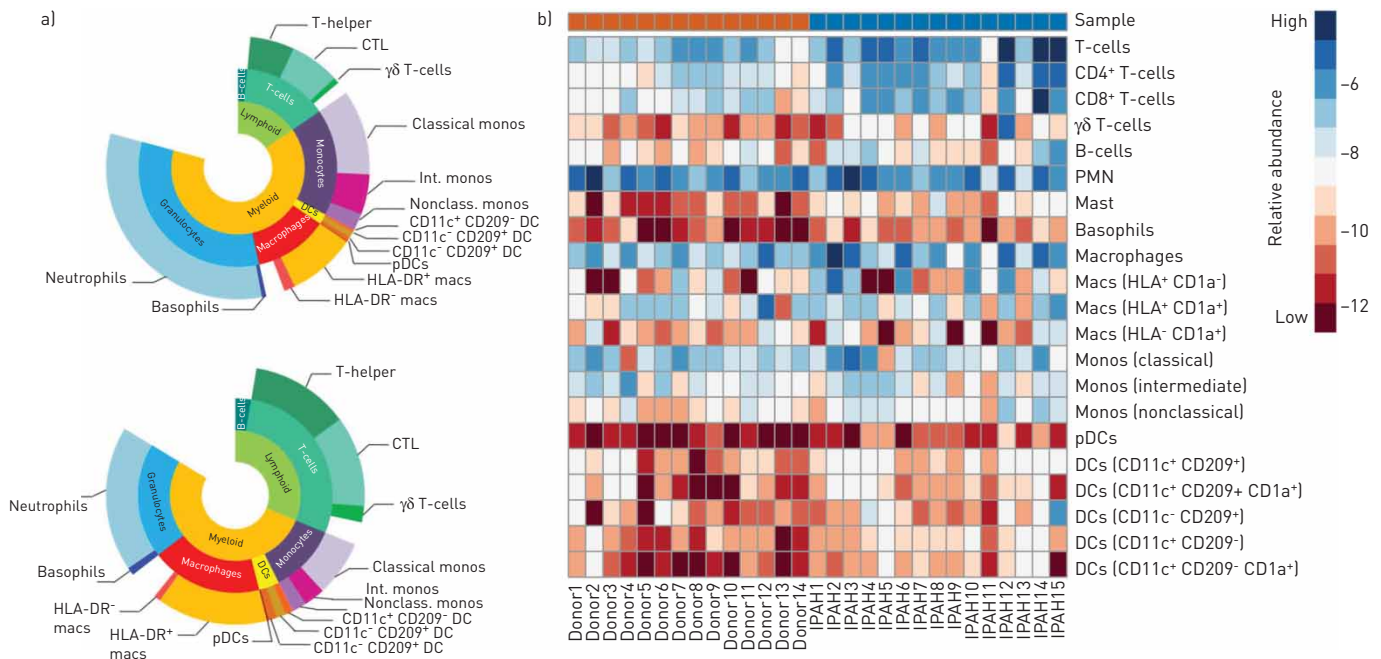 a)
T-helper
CTL
γδ T-cells
B-cells
T-cells
Lymphoid
Monocytes
Classical monos
Int. monos
Nonclass. monos
CD11c⁺ CD209⁻ DC
CD11c⁻ CD209⁺ DC
CD11c⁻ CD209⁺ DC
pDCs
DCs
Myeloid
Macrophages
Granulocytes
HLA-DR⁺ macs
HLA-DR⁻ macs
Neutrophils
Basophils
T-helper
CTL
γδ T-cells
B-cells
T-cells
Lymphoid
Granulocytes
Myeloid
Monocytes
Macrophages
DCs
Neutrophils
Basophils
HLA-DR⁻
macs
HLA-DR⁺
macs
pDCs
Classical monos
Int. monos
Nonclass. monos
CD11c⁺ CD209⁻ DC
CD11c⁻ CD209⁺ DC
CD11c⁻ CD209⁺ DC
b)
Sample
T-cells
CD4⁺ T-cells
CD8⁺ T-cells
γδ T-cells
B-cells
PMN
Mast
Basophils
Macrophages
Macs (HLA⁺ CD1a⁻)
Macs (HLA⁺ CD1a⁺)
Macs (HLA⁻ CD1a⁺)
Monos (classical)
Monos (intermediate)
Monos (nonclassical)
pDCs
DCs (CD11c⁺ CD209⁺)
DCs (CD11c⁺ CD209+ CD1a⁺)
DCs (CD11c⁻ CD209⁺)
DCs (CD11c⁺ CD209⁻)
DCs (CD11c⁺ CD209⁻ CD1a⁺)
Donor1
Donor2
Donor3
Donor4
Donor5
Donor6
Donor7
Donor8
Donor9
Donor10
Donor11
Donor12
Donor13
Donor14
IPAH1
IPAH2
IPAH3
IPAH4
IPAH5
IPAH6
IPAH7
IPAH8
IPAH9
IPAH10
IPAH11
IPAH12
IPAH13
IPAH14
IPAH15
High
Low
Relative abundance
−6
−8
−10
−12